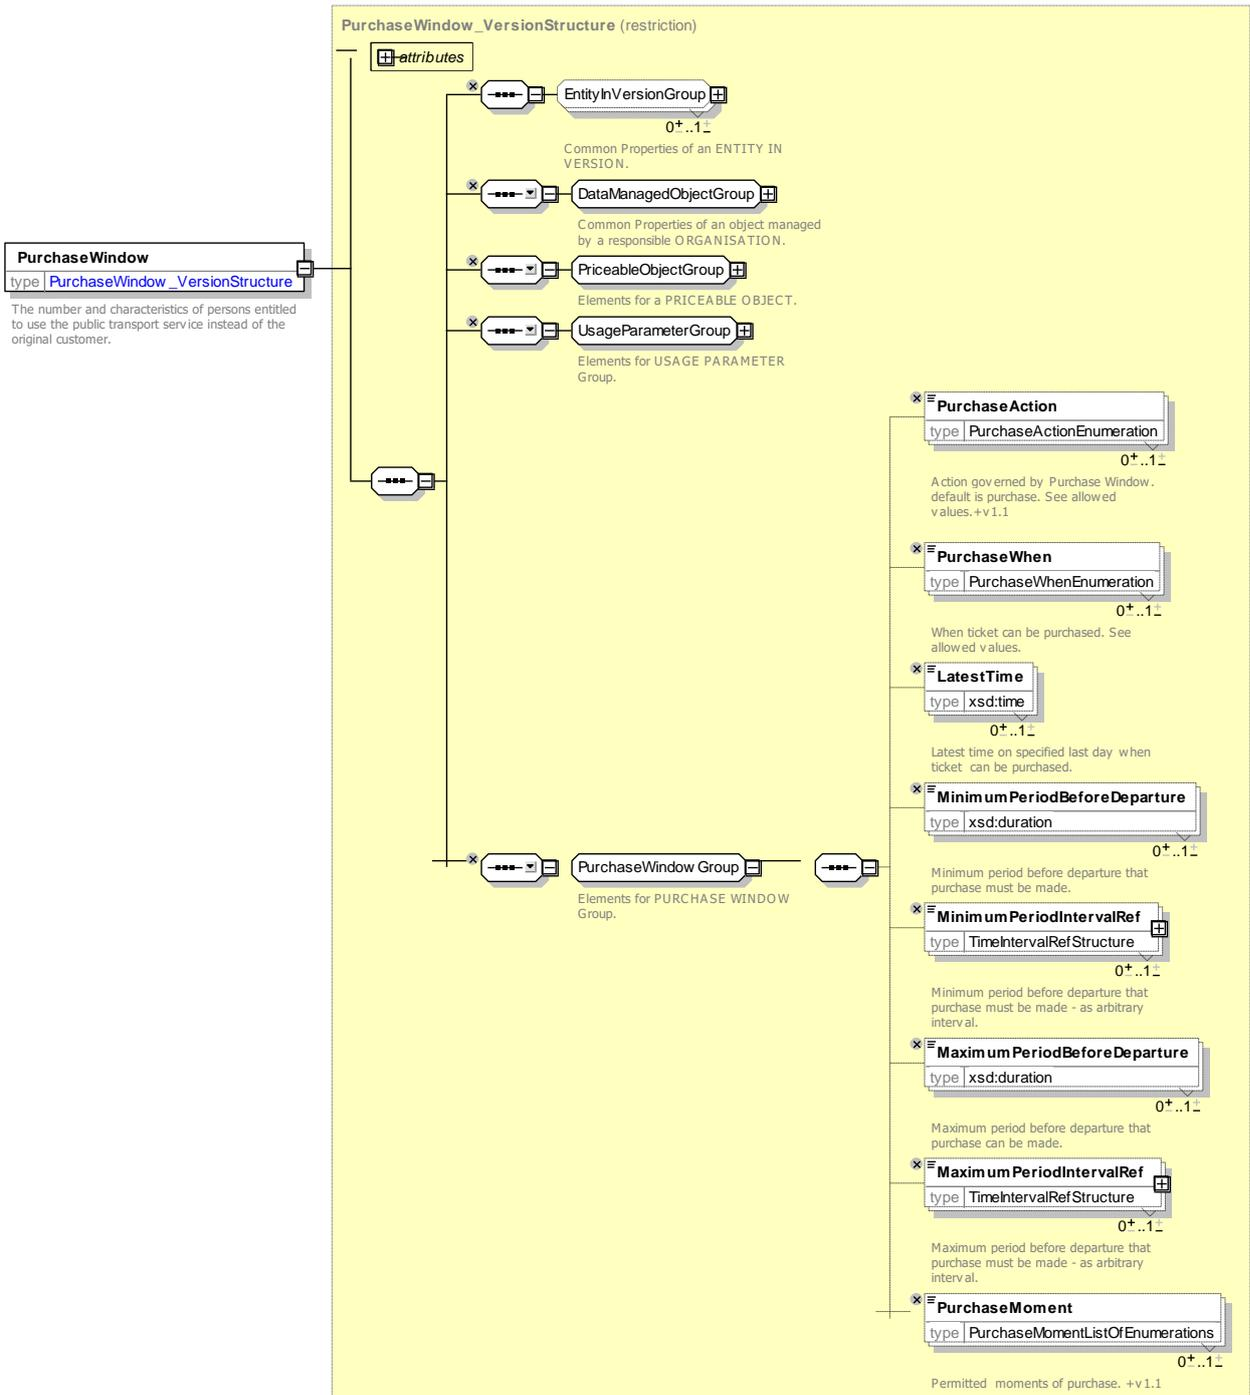 PurchaseWindow_VersionStructure (restriction)
attributes
EntityInVersionGroup
0+..1+
Common Properties of an ENTITY IN
VERSION.
DataManagedObjectGroup
Common Properties of an object managed
by a responsible ORGANISATION.
PurchaseWindow
type PurchaseWindow_VersionStructure
The number and characteristics of persons entitled
to use the public transport service instead of the
original customer.
PriceableObjectGroup
Elements for a PRICEABLE OBJECT.
UsageParameterGroup
Elements for USAGE PARAMETER
Group.
PurchaseAction
type PurchaseActionEnumeration
0+..1+
Action governed by Purchase Window.
default is purchase. See allowed
values.+v1.1
PurchaseWhen
type PurchaseWhenEnumeration
0+..1+
When ticket can be purchased. See
allowed values.
LatestTime
type xsd:time
0+..1+
Latest time on specified last day when
ticket can be purchased.
MinimumPeriodBeforeDeparture
type xsd:duration
0+..1+
Minimum period before departure that
purchase must be made.
PurchaseWindowGroup
Elements for PURCHASE WINDOW
Group.
MinimumPeriodIntervalRef
type TimeIntervalRefStructure
0+..1+
Minimum period before departure that
purchase must be made - as arbitrary
interval.
MaximumPeriodBeforeDeparture
type xsd:duration
0+..1+
Maximum period before departure that
purchase can be made.
MaximumPeriodIntervalRef
type TimeIntervalRefStructure
0+..1+
Maximum period before departure that
purchase must be made - as arbitrary
interval.
PurchaseMoment
type PurchaseMomentListOfEnumerations
0+..1+
Permitted moments of purchase. +v1.1